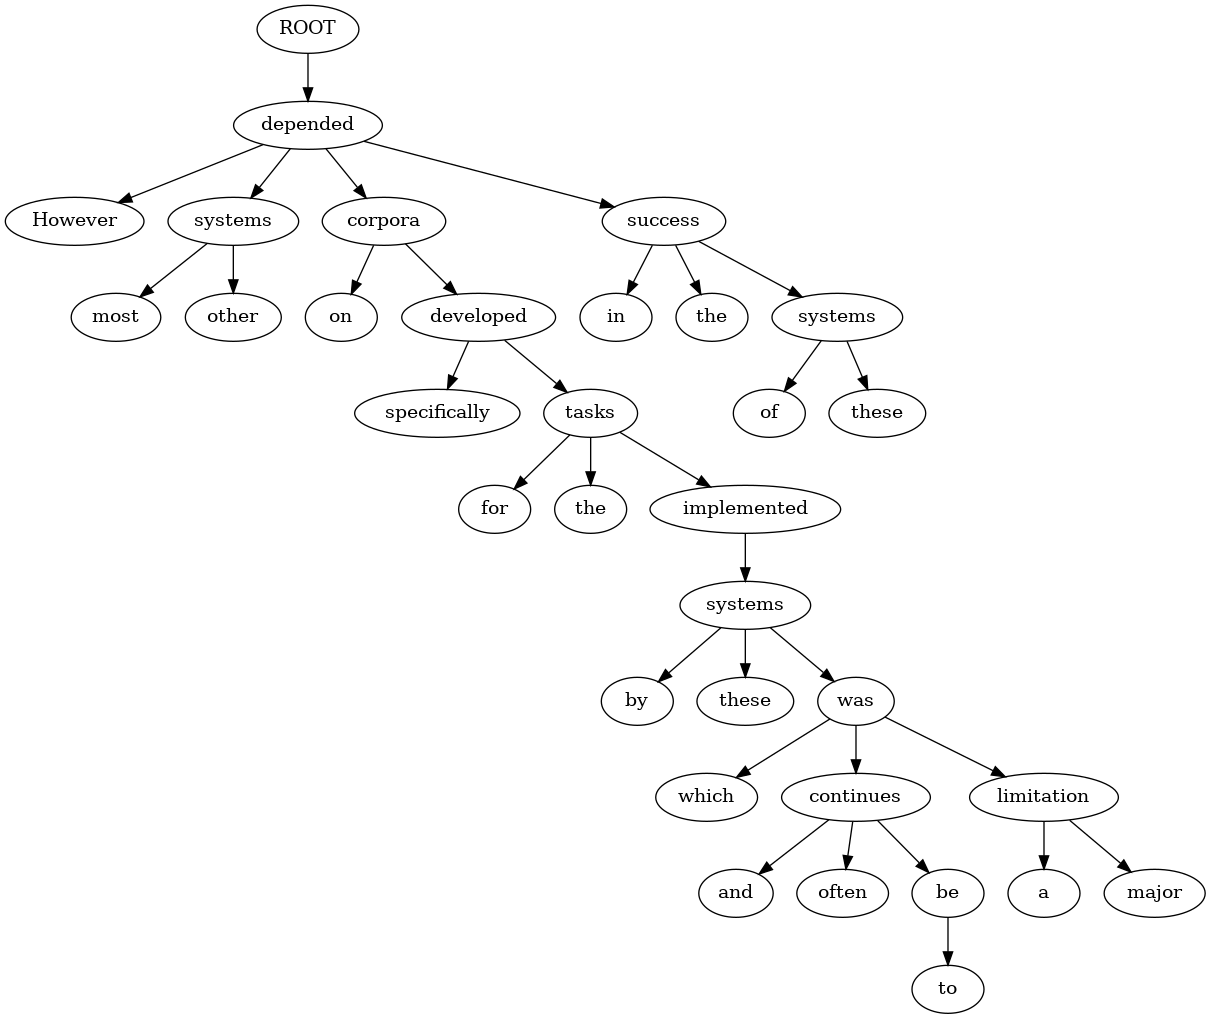 ROOT
depended
However systems corpora success
most other on developed in the systems
specifically tasks of these
for the implemented
systems
by these was
which continues limitation
and often be a major
to